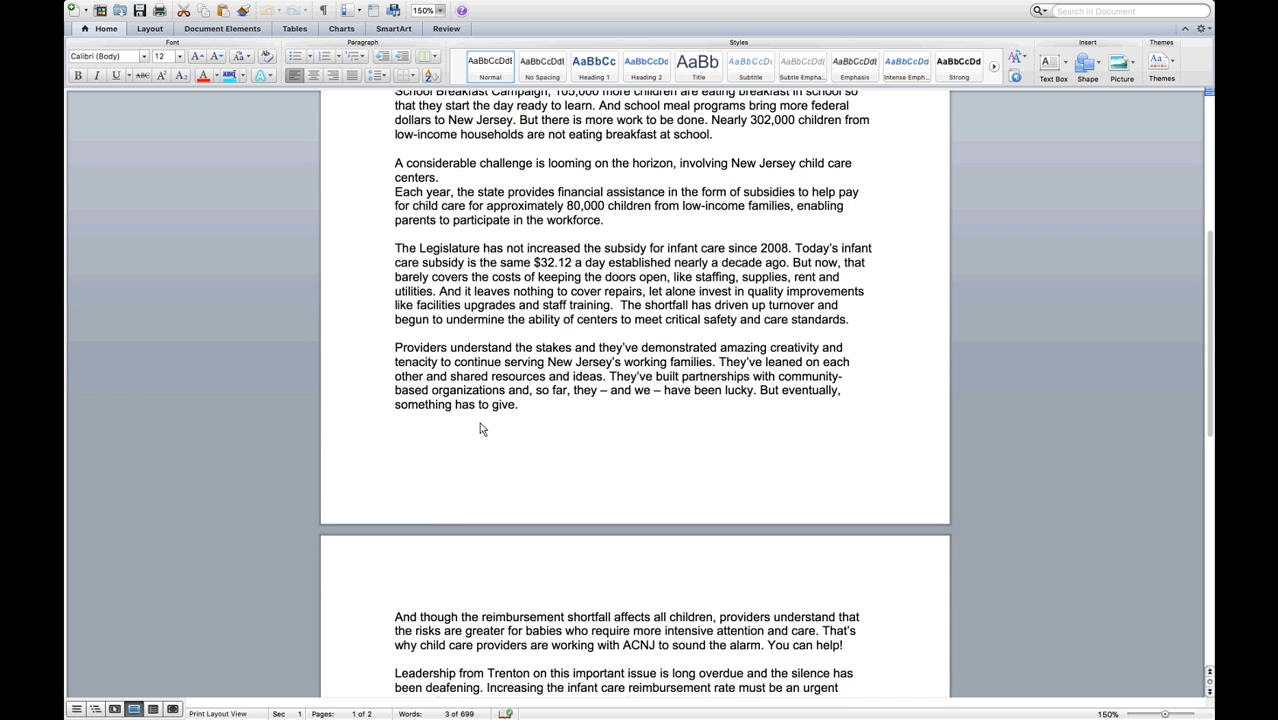 150%
Search in Document
Home Layout Document Elements Tables Charts SmartArt Review
Font Paragraph Styles Insert Themes
Calibri (Body) 12
AaBbCcDdE AaBbCcDdE AaBbCc AaBbCcDd AaBb AaBbCcDd AaBbCcDdE AaBbCcDdE AaBbCcDdE AaBbCcDdE
Normal No Spacing Heading 1 Heading 2 Title Subtitle Subtle Empha... Emphasis Intense Emph... Strong Text Box Shape Picture Themes
School Breakfast Campaign, 105,000 more children are eating breakfast in school so
that they start the day ready to learn. And school meal programs bring more federal
dollars to New Jersey. But there is more work to be done. Nearly 302,000 children from
low-income households are not eating breakfast at school.
A considerable challenge is looming on the horizon, involving New Jersey child care
centers.
Each year, the state provides financial assistance in the form of subsidies to help pay
for child care for approximately 80,000 children from low-income families, enabling
parents to participate in the workforce.
The Legislature has not increased the subsidy for infant care since 2008. Today's infant
care subsidy is the same $32.12 a day established nearly a decade ago. But now, that
barely covers the costs of keeping the doors open, like staffing, supplies, rent and
utilities. And it leaves nothing to cover repairs, let alone invest in quality improvements
like facilities upgrades and staff training. The shortfall has driven up turnover and
begun to undermine the ability of centers to meet critical safety and care standards.
Providers understand the stakes and they've demonstrated amazing creativity and
tenacity to continue serving New Jersey's working families. They've leaned on each
other and shared resources and ideas. They've built partnerships with community-
based organizations and, so far, they – and we – have been lucky. But eventually,
something has to give.
And though the reimbursement shortfall affects all children, providers understand that
the risks are greater for babies who require more intensive attention and care. That's
why child care providers are working with ACNJ to sound the alarm. You can help!
Leadership from Trenton on this important issue is long overdue and the silence has
been deafening. Increasing the infant care reimbursement rate must be an urgent
Print Layout View Sec 1 Pages: 1 of 2 Words: 3 of 699 150%